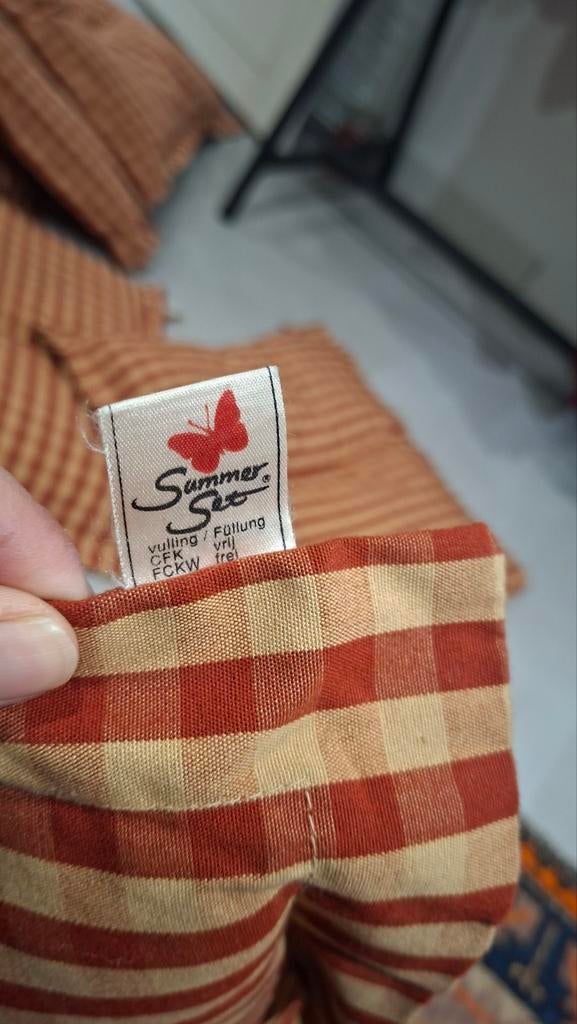 Summer
Set®
vulling / Füllung
CFK vrij
FCKW frei